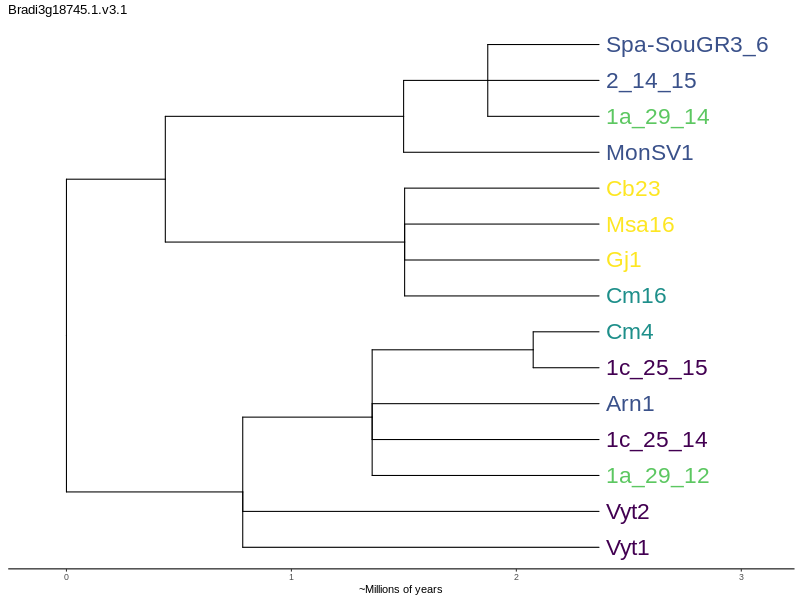 Bradi3g18745.1.v3.1
Spa-SouGR3_6
2_14_15
1a_29_14
MonSV1
Cb23
Msa16
Gj1
Cm16
Cm4
1c_25_15
Arn1
1c_25_14
1a_29_12
Vyt2
Vyt1
0 1 2 3
~Millions of years